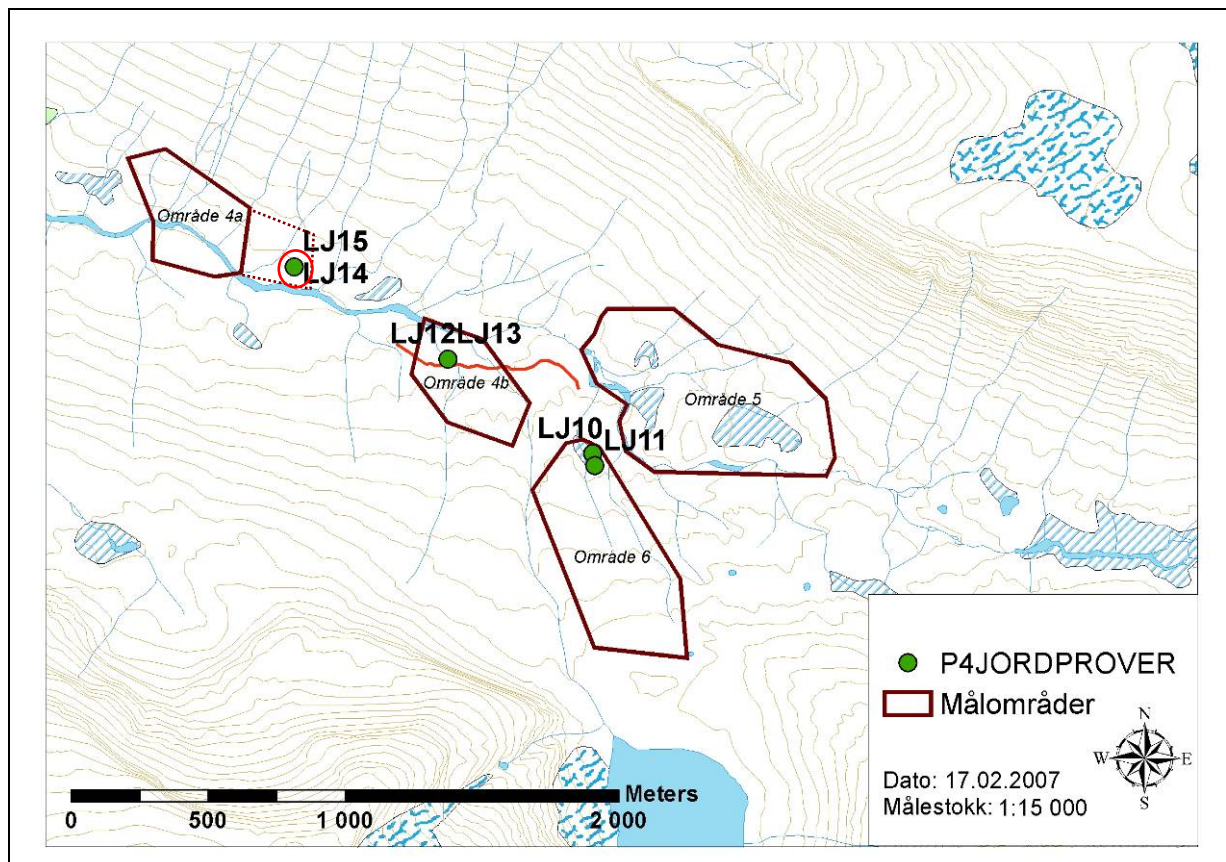 Område 4a
LJ15
LJ14
LJ12LJ13
Område 4b
Område 5
LJ10
LJ11
Område 6
P4JORDPRØVER
Målområder
N
W E
S
Dato: 17.02.2007
Målestokk: 1:15 000
Meters
0 500 1 000 2 000